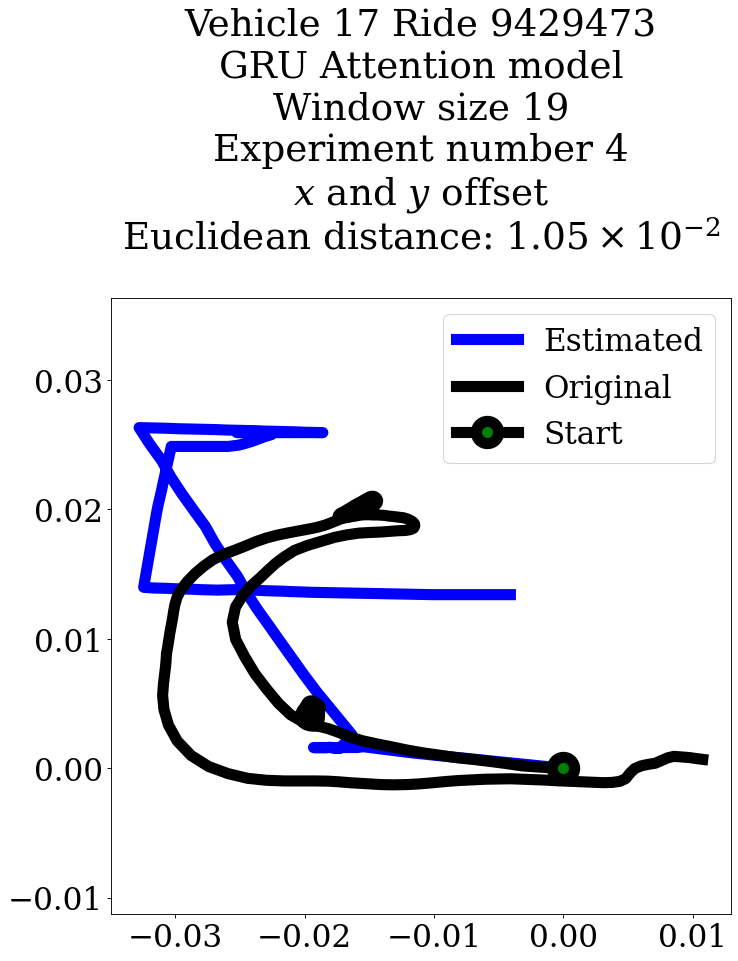 Vehicle 17 Ride 9429473
GRU Attention model
Window size 19
Experiment number 4
x and y offset
Euclidean distance: 1.05 × 10⁻²
Estimated
Original
Start
0.03
0.02
0.01
0.00
−0.01
−0.03 −0.02 −0.01 0.00 0.01